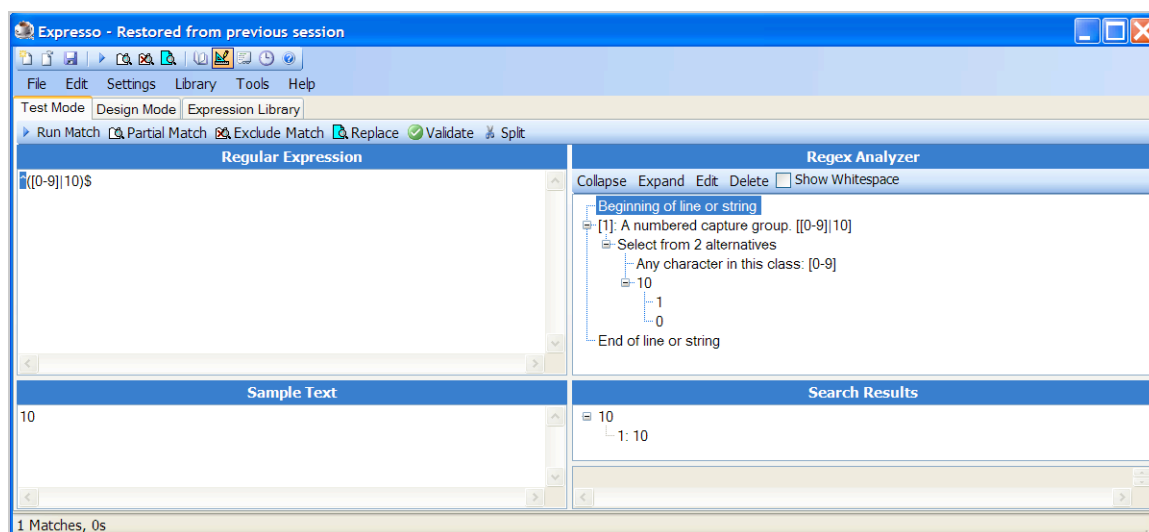 Expresso - Restored from previous session
File Edit Settings Library Tools Help
Test Mode Design Mode Expression Library
Run Match Partial Match Exclude Match Replace Validate Split
Regular Expression
^([0-9]|10)$
Regex Analyzer
Collapse Expand Edit Delete Show Whitespace
Beginning of line or string
[1]: A numbered capture group. [[0-9]|10]
Select from 2 alternatives
Any character in this class: [0-9]
10
1
0
End of line or string
Sample Text
10
Search Results
10
1: 10
1 Matches, 0s